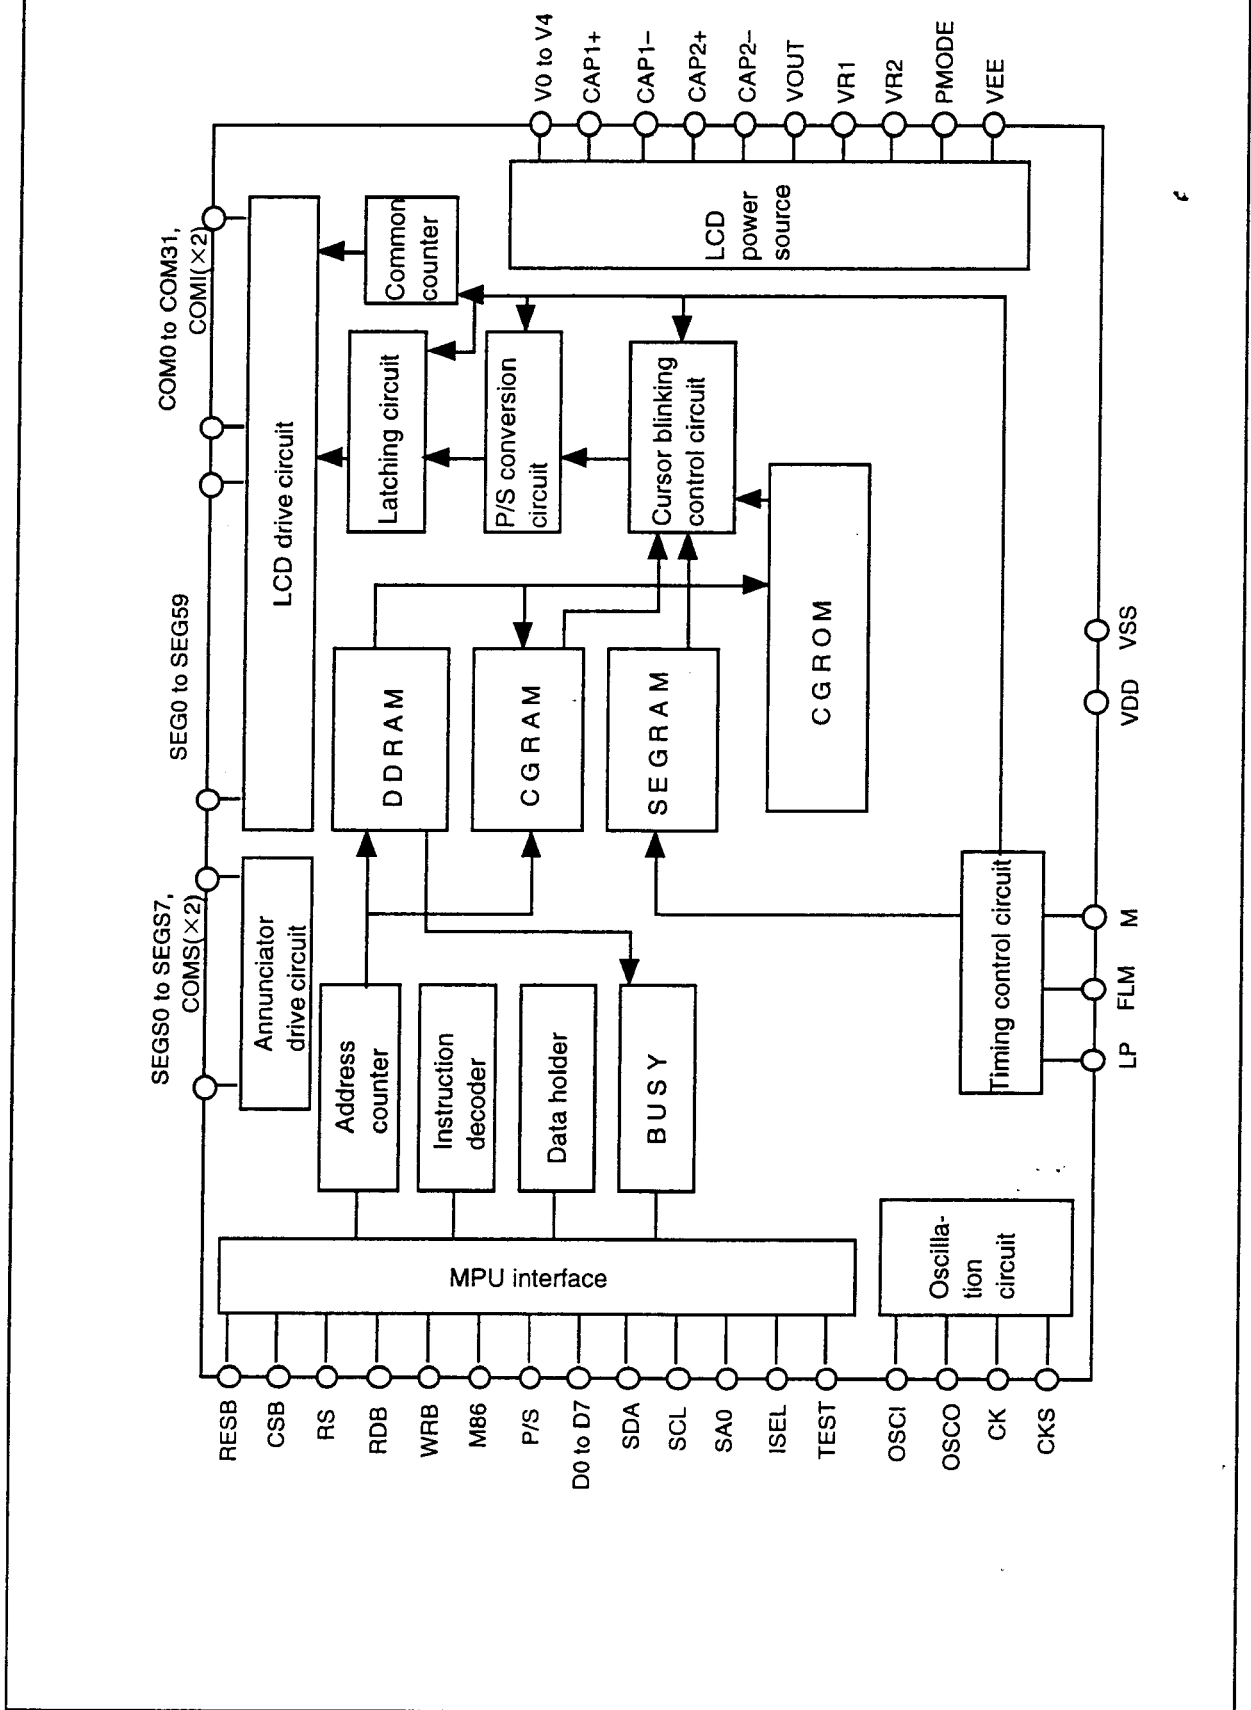 SEGS0 to SEGS7,
COMS(×2)
SEG0 to SEG59
COM0 to COM31,
COMI(×2)
Annunciator
drive circuit
LCD drive circuit
Address
counter
Instruction
decoder
Data holder
BUSY
DDRAM
CGRAM
SEGRAM
CGROM
Latching circuit
P/S conversion
circuit
Cursor blinking
control circuit
Common
counter
LCD
power
source
V0 to V4
CAP1+
CAP1−
CAP2+
CAP2−
VOUT
VR1
VR2
PMODE
VEE
MPU interface
RESB
CSB
RS
RDB
WRB
M86
P/S
D0 to D7
SDA
SCL
SA0
ISEL
TEST
OSCI
OSCO
CK
CKS
Oscilla-
tion
circuit
Timing control circuit
LP
FLM
M
VDD
VSS